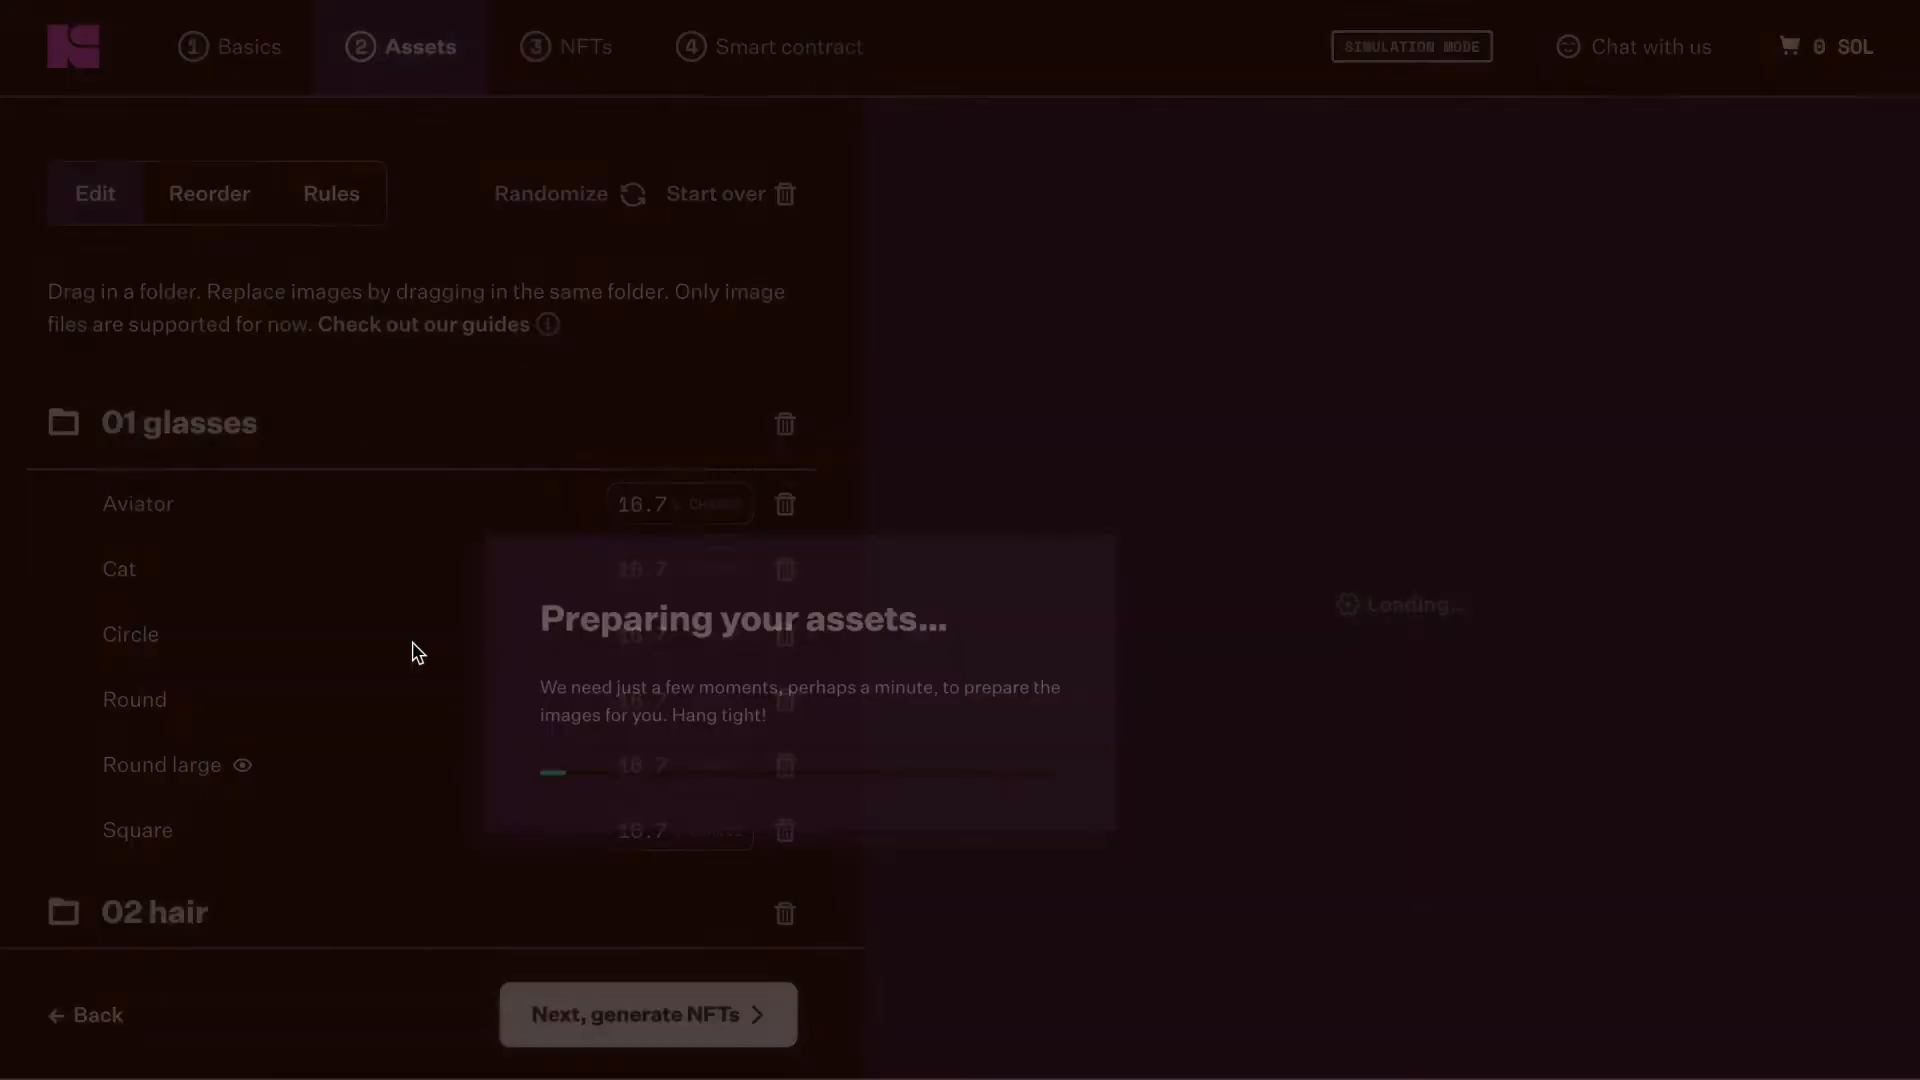 1 Basics
2 Assets
3 NFTs
4 Smart contract
SIMULATION MODE
Chat with us
0 SOL
Edit
Reorder
Rules
Randomize
Start over
Drag in a folder. Replace images by dragging in the same folder. Only image
files are supported for now. Check out our guides
01 glasses
Aviator
16.7
Cat
16.7
Circle
Round
Round large
16.7
Square
16.7
Preparing your assets...
We need just a few moments, perhaps a minute, to prepare the
images for you. Hang tight!
Loading...
02 hair
← Back
Next, generate NFTs >